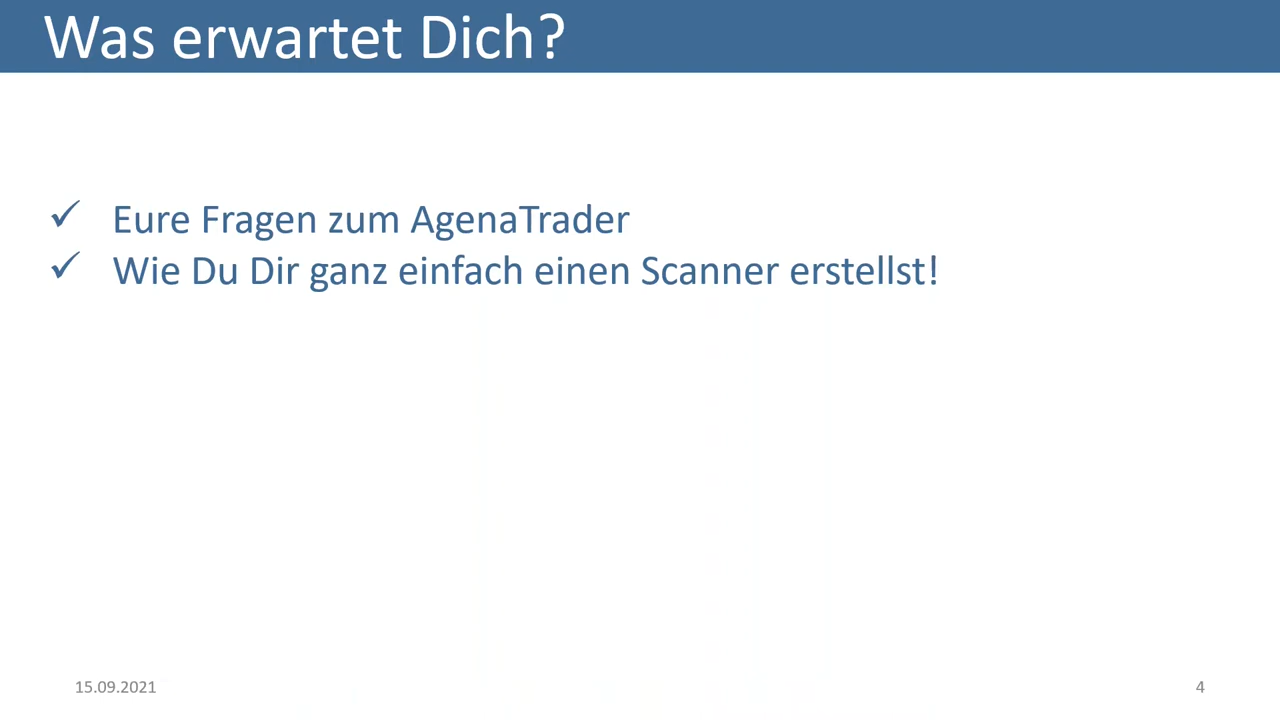 Was erwartet Dich?
✓ Eure Fragen zum AgenaTrader
✓ Wie Du Dir ganz einfach einen Scanner erstellst!
15.09.2021
4